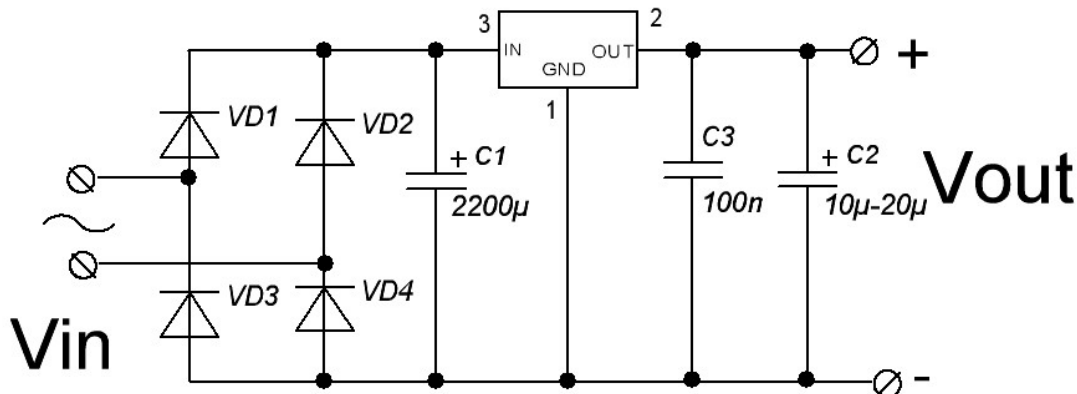 3
2
IN
OUT
GND
1
+
VD1
VD2
+ C1
2200µ
C3
100n
+ C2
10µ-20µ
Vout
VD3
VD4
Vin
-